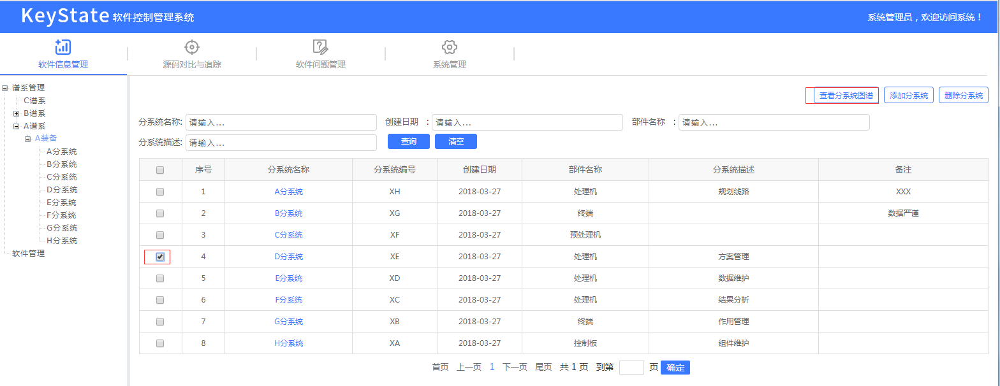 KeyState 软件控制管理系统 系统管理员，欢迎访问系统！
软件信息管理 源码对比与追踪 软件问题管理 系统管理
谱系管理
C谱系
B谱系
A谱系
A装备
A分系统
B分系统
C分系统
D分系统
E分系统
F分系统
G分系统
H分系统
软件管理
查看分系统图谱 添加分系统 删除分系统
分系统名称: 请输入... 创建日期 : 请输入... 部件名称 : 请输入...
分系统描述: 请输入... 查询 清空
序号 分系统名称 分系统编号 创建日期 部件名称 分系统描述 备注
1 A分系统 XH 2018-03-27 处理机 规划线路 XXX
2 B分系统 XG 2018-03-27 终端 数据严谨
3 C分系统 XF 2018-03-27 预处理机
4 D分系统 XE 2018-03-27 处理机 方案管理
5 E分系统 XD 2018-03-27 处理机 数据维护
6 F分系统 XC 2018-03-27 处理机 结果分析
7 G分系统 XB 2018-03-27 终端 作用管理
8 H分系统 XA 2018-03-27 控制板 组件维护
首页 上一页 1 下一页 尾页 共 1 页 到第 页 确定